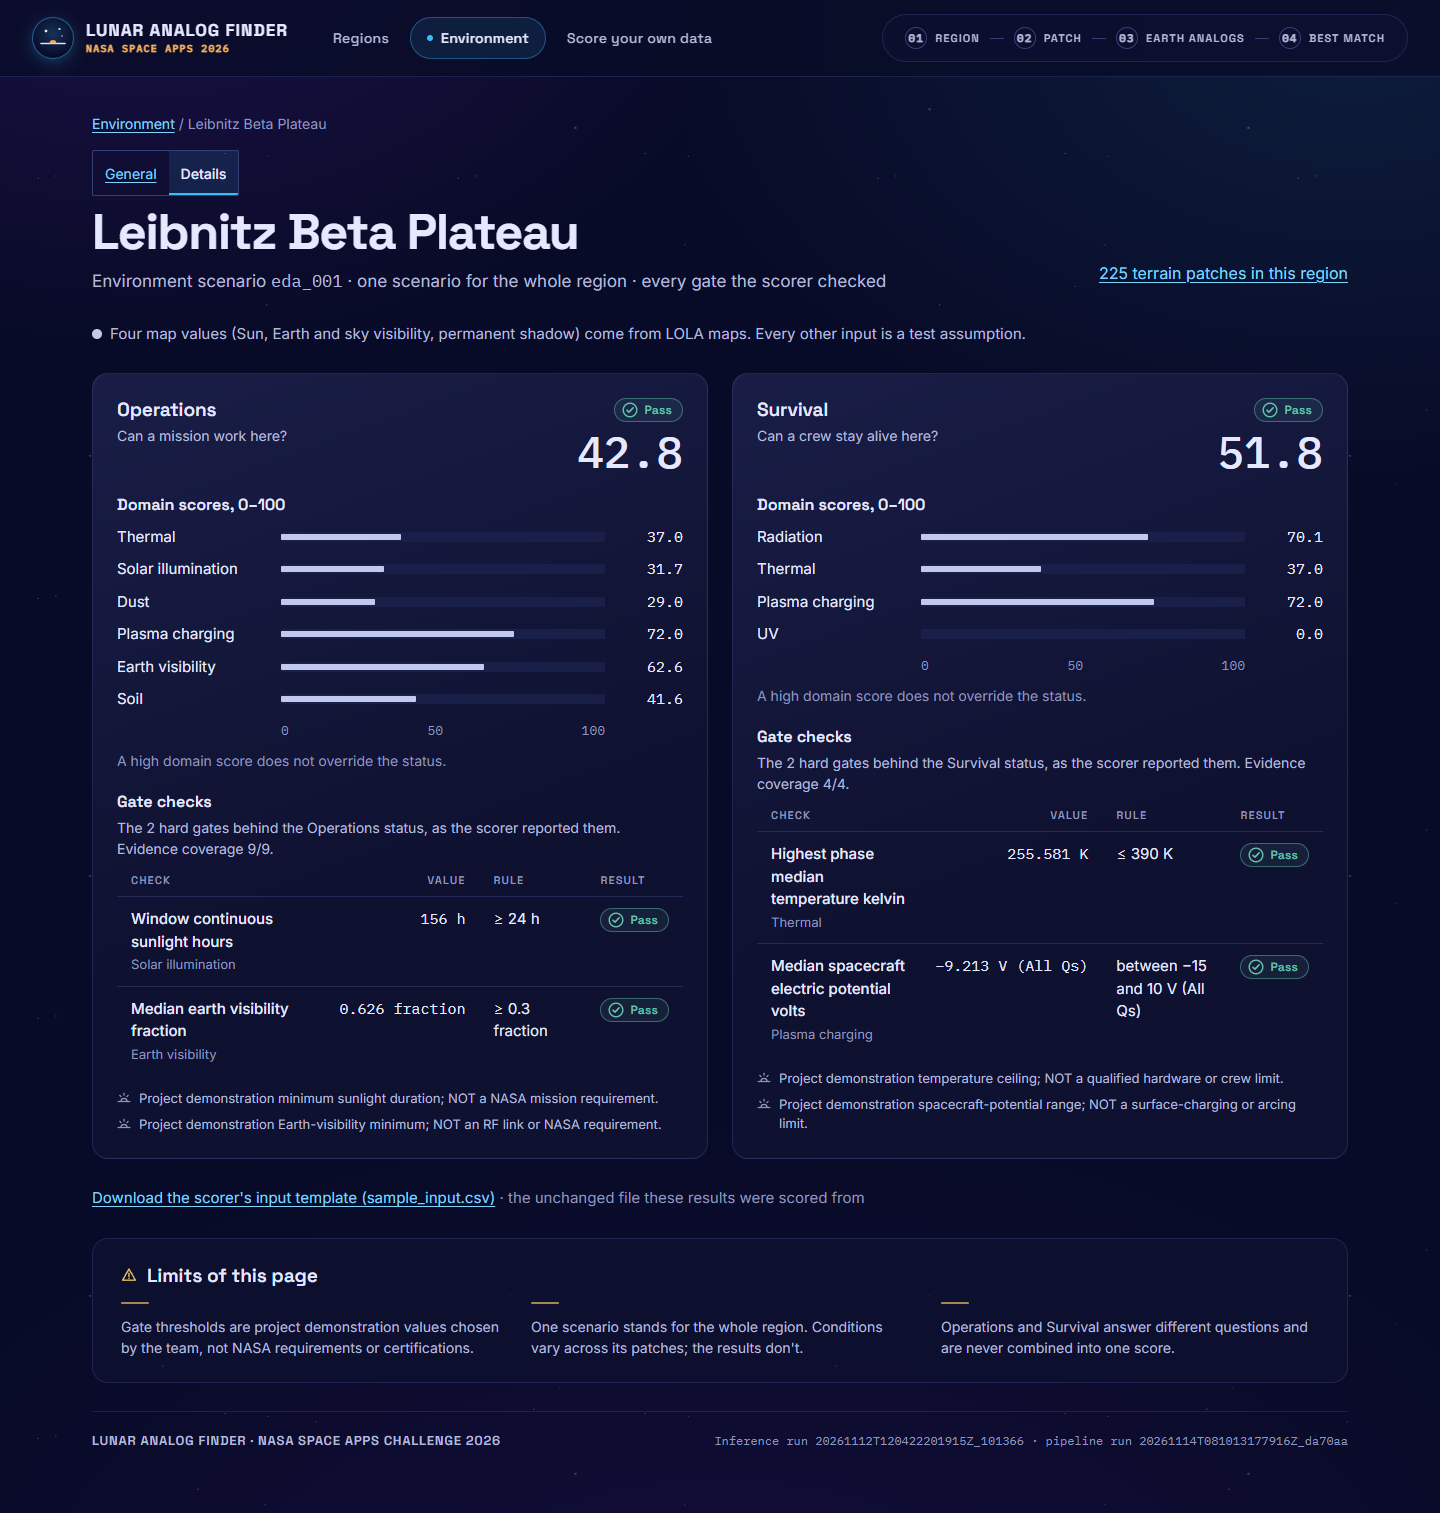 LUNAR ANALOG FINDER
NASA SPACE APPS 2026
Regions
Environment
Score your own data
01 REGION — 02 PATCH — 03 EARTH ANALOGS — 04 BEST MATCH
Environment / Leibnitz Beta Plateau
General
Details
Leibnitz Beta Plateau
Environment scenario eda_001 · one scenario for the whole region · every gate the scorer checked
225 terrain patches in this region
Four map values (Sun, Earth and sky visibility, permanent shadow) come from LOLA maps. Every other input is a test assumption.
Operations
Pass
Can a mission work here?
42.8
Domain scores, 0–100
Thermal 37.0
Solar illumination 31.7
Dust 29.0
Plasma charging 72.0
Earth visibility 62.6
Soil 41.6
0 50 100
A high domain score does not override the status.
Gate checks
The 2 hard gates behind the Operations status, as the scorer reported them.
Evidence coverage 9/9.
CHECK VALUE RULE RESULT
Window continuous 156 h ≥ 24 h Pass
sunlight hours
Solar illumination
Median earth visibility 0.626 fraction ≥ 0.3 Pass
fraction fraction
Earth visibility
Project demonstration minimum sunlight duration; NOT a NASA mission requirement.
Project demonstration Earth-visibility minimum; NOT an RF link or NASA requirement.
Survival
Pass
Can a crew stay alive here?
51.8
Domain scores, 0–100
Radiation 70.1
Thermal 37.0
Plasma charging 72.0
UV 0.0
0 50 100
A high domain score does not override the status.
Gate checks
The 2 hard gates behind the Survival status, as the scorer reported them. Evidence
coverage 4/4.
CHECK VALUE RULE RESULT
Highest phase 255.581 K ≤ 390 K Pass
median
temperature kelvin
Thermal
Median spacecraft −9.213 V (All Qs) between −15 Pass
electric potential and 10 V (All
volts Qs)
Plasma charging
Project demonstration temperature ceiling; NOT a qualified hardware or crew limit.
Project demonstration spacecraft-potential range; NOT a surface-charging or arcing
limit.
Download the scorer's input template (sample_input.csv) · the unchanged file these results were scored from
Limits of this page
Gate thresholds are project demonstration values chosen
by the team, not NASA requirements or certifications.
One scenario stands for the whole region. Conditions
vary across its patches; the results don't.
Operations and Survival answer different questions and
are never combined into one score.
LUNAR ANALOG FINDER · NASA SPACE APPS CHALLENGE 2026
Inference run 20261112T120422201915Z_101366 · pipeline run 20261114T081013177916Z_da70aa